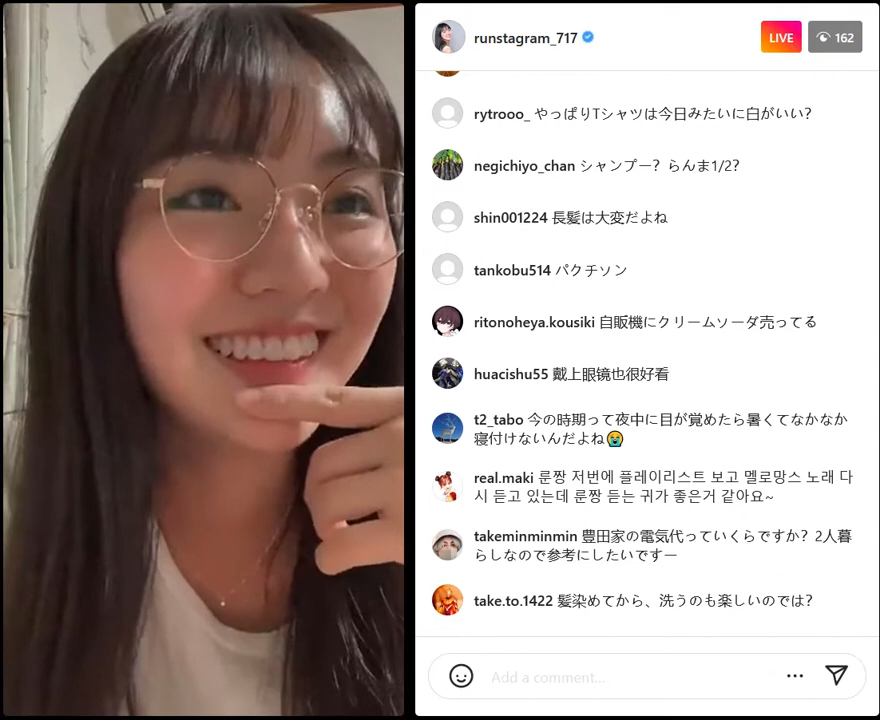 runstagram_717
LIVE
162
rytrooo_ やっぱりTシャツは今日みたいに白がいい？
negichiyo_chan シャンプー？らんま1/2？
shin001224 長髪は大変だよね
tankobu514 パクチソン
ritonoheya.kousiki 自販機にクリームソーダ売ってる
huacishu55 戴上眼镜也很好看
t2_tabo 今の時期って夜中に目が覚めたら暑くてなかなか
寝付けないんだよね😭
real.maki 룬짱 저번에 플레이리스트 보고 멜로망스 노래 다
시 듣고 있는데 룬짱 듣는 귀가 좋은거 같아요~
takeminminmin 豊田家の電気代っていくらですか？2人暮
らしなので参考にしたいですー
take.to.1422 髪染めてから、洗うのも楽しいのでは？
Add a comment...